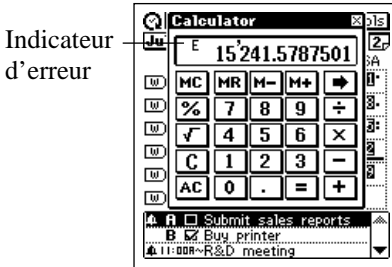 Indicateur
d’erreur
Calculator
Ju
E
15'241.5787501
MC MR M- M+
% 7 8 9 ÷
√ 4 5 6 ×
C 1 2 3 −
AC 0 . = +
A Submit sales reports
B Buy printer
R&D meeting